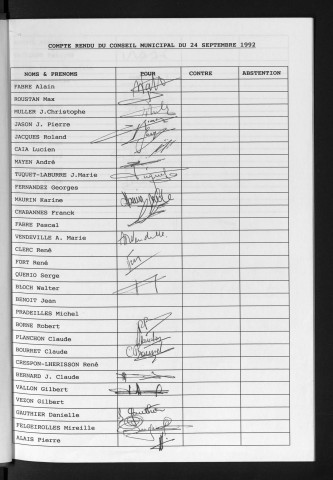 COMPTE RENDU DU CONSEIL MUNICIPAL DU 24 SEPTEMBRE 1992
NOMS & PRENOMS POUR CONTRE ABSTENTION
FABRE Alain
ROUSTAN Max
MULLER J.Christophe
JASON J. Pierre
JACQUES Roland
CAIA Lucien
MAYEN André
TUQUET-LABURRE J.Marie
FERNANDEZ Georges
MAURIN Karine
CHABANNES Franck
FABRE Pascal
VENDEVILLE A. Marie
CLERC René
FORT René
QUERIO Serge
BLOCH Walter
BENOIT Jean
PRADEILLES Michel
BORNE Robert
PLANCHON Claude
BOURRET Claude
CRESPON-LHERISSON René
BERNARD J. Claude
VALLON Gilbert
VEZON Gilbert
GAUTHIER Danielle
FELGEIROLLES Mireille
ALAIS Pierre